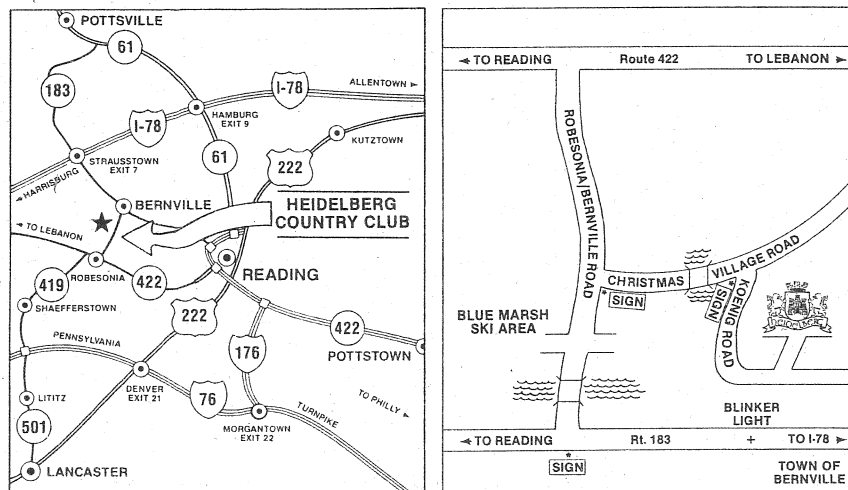 POTTSVILLE
61
183
I-78
ALLENTOWN
HAMBURG
EXIT 9
I-78
KUTZTOWN
61
222
STRAUSSTOWN
EXIT 7
HARRISBURG
BERNVILLE
HEIDELBERG
COUNTRY CLUB
TO LEBANON
ROBESONIA
READING
419
422
SHAEFFERSTOWN
222
422
PENNSYLVANIA
176
POTTSTOWN
DENVER
EXIT 21
76
TO PHILLY
LITITZ
MORGANTOWN
EXIT 22
TURNPIKE
501
LANCASTER
TO READING
Route 422
TO LEBANON
ROBESONIA/BERNVILLE ROAD
CHRISTMAS VILLAGE ROAD
* SIGN
* SIGN
KOENIG ROAD
BLUE MARSH
SKI AREA
BLINKER
LIGHT
TO READING
Rt. 183
+
TO I-78
* SIGN
TOWN OF
BERNVILLE